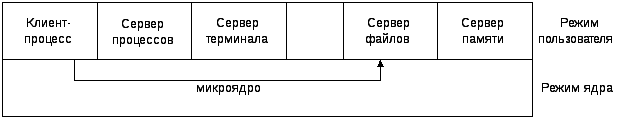 Клиент-
процесс
Сервер
процессов
Сервер
терминала
Сервер
файлов
Сервер
памяти
Режим
пользователя
микроядро
Режим ядра